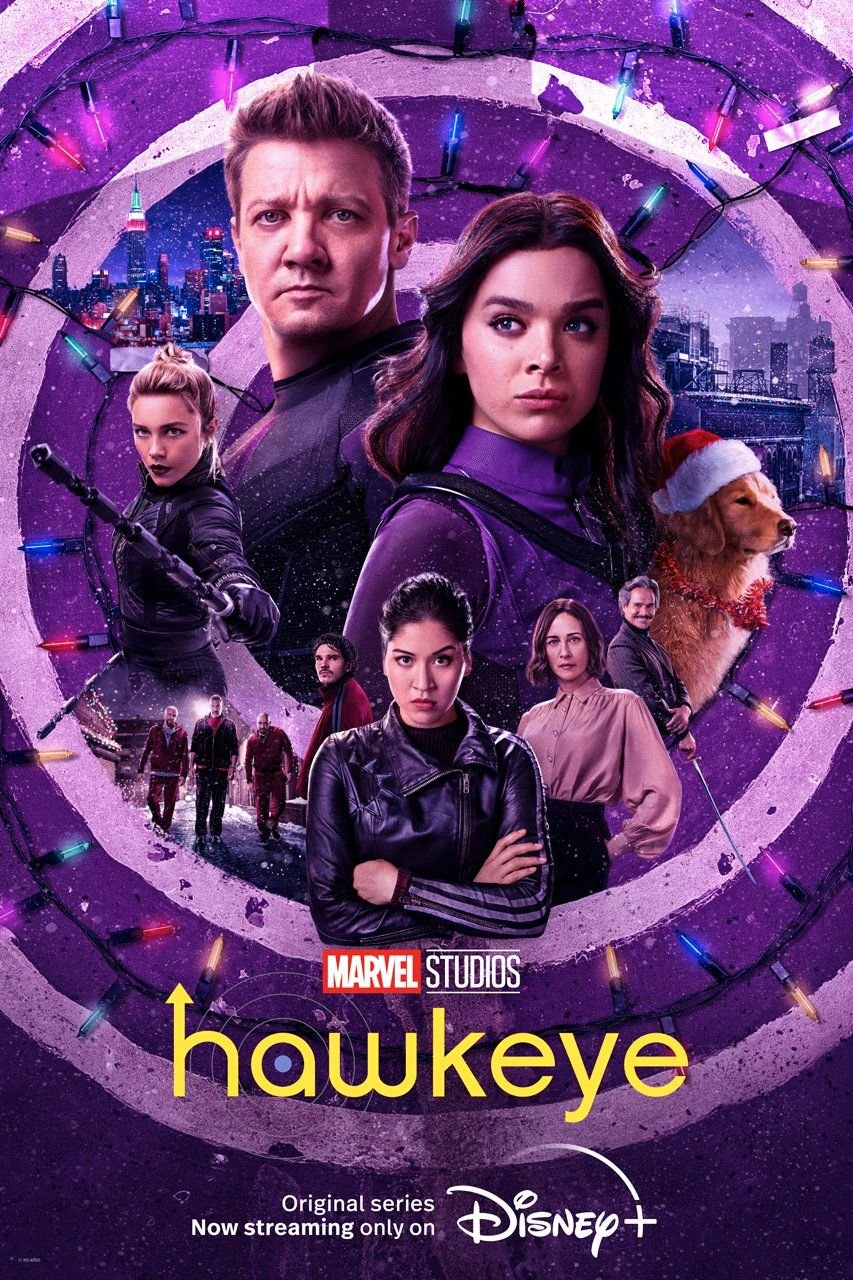 MARVEL STUDIOS
hawkeye
Original series
Now streaming only on
Disney+